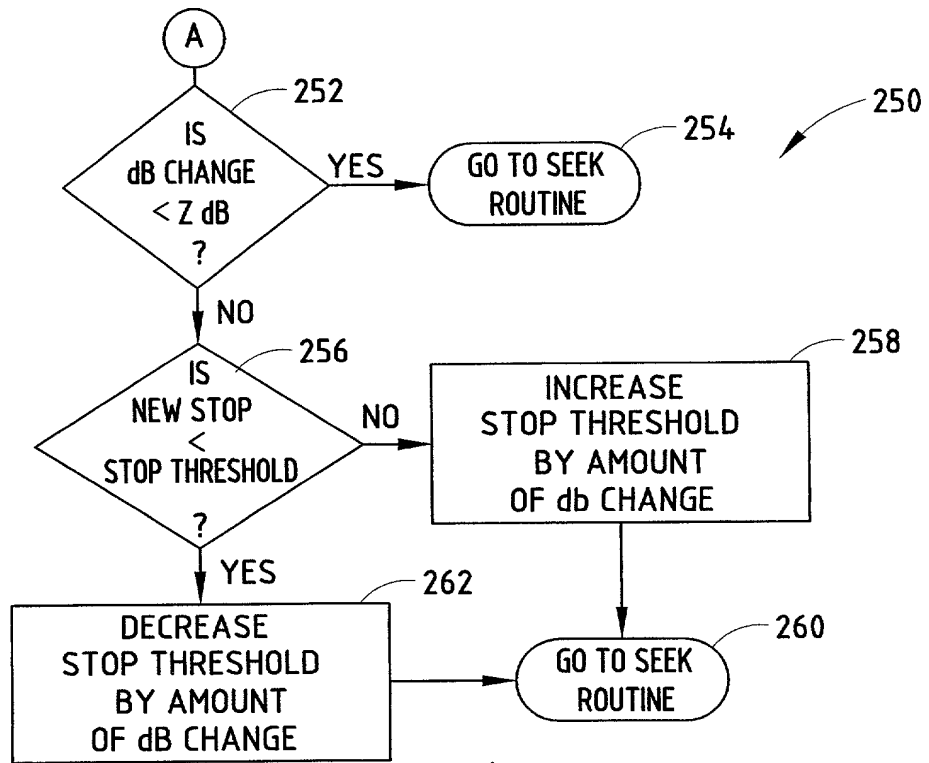 A
252
250
IS
dB CHANGE
< Z dB
?
YES
254
GO TO SEEK
ROUTINE
NO
256
IS
NEW STOP
<
STOP THRESHOLD
?
NO
258
INCREASE
STOP THRESHOLD
BY AMOUNT
OF db CHANGE
YES
262
DECREASE
STOP THRESHOLD
BY AMOUNT
OF dB CHANGE
260
GO TO SEEK
ROUTINE